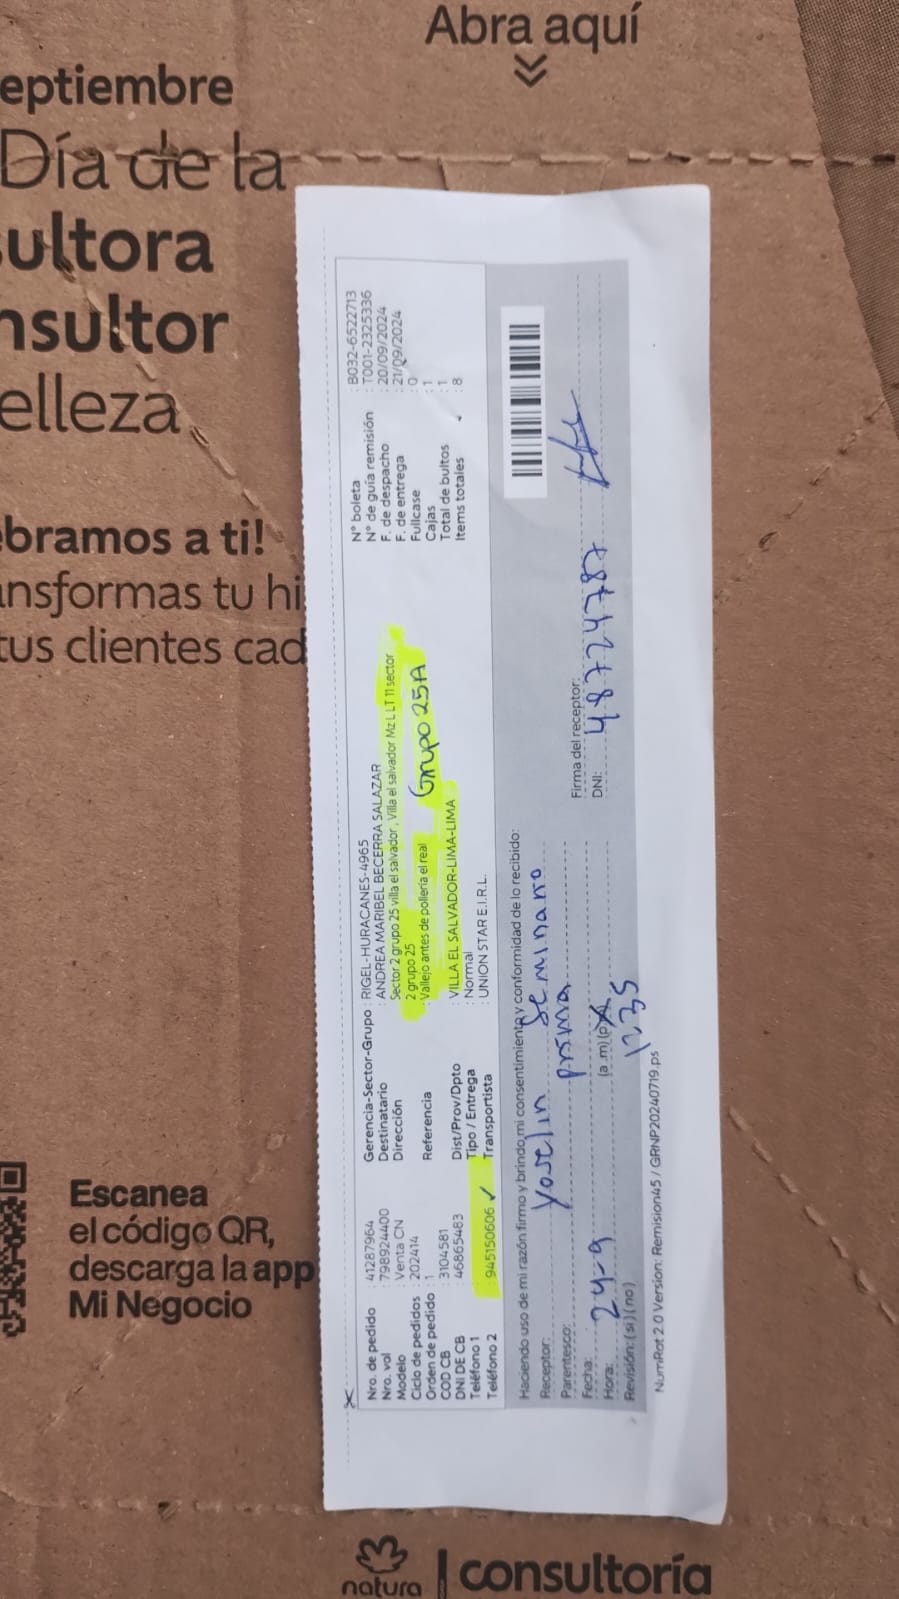 Abra aquí
eptiembre
Día de la
sultora
nsultor
elleza
ebramos a ti!
ansformas tu hi
tus clientes cad
Escanea
el código QR,
descarga la app
Mi Negocio
natura consultoría
Nro. de pedido : 41287964
Nro. val : 798924400
Modelo : Venta CN
Ciclo de pedidos : 202414
Orden de pedido : 1
COD CB : 3104581
DNI DE CB : 46865483
Teléfono 1
Teléfono 2 : 945150606 ✓
Gerencia-Sector-Grupo : RIGEL-HURACANES-4965
Destinatario : ANDREA MARIBEL BECERRA SALAZAR
Dirección : Sector 2 grupo 25 villa el salvador , Villa el salvador Mz L LT 11 sector
2 grupo 25
Referencia : Vallejo antes de pollería el real
Grupo 25A
Dist/Prov/Dpto : VILLA EL SALVADOR-LIMA-LIMA
Tipo / Entrega : Normal
Transportista : UNION STAR E.I.R.L.
N° boleta : B032-6522713
N° de guía remisión : T001-2325336
F. de despacho : 20/09/2024
F. de entrega : 21/09/2024
Fullcase : 0
Cajas : 1
Total de bultos : 1
Items totales : 8
Haciendo uso de mi razón firmo y brindo mi consentimiento y conformidad de lo recibido:
Receptor: Yoselin Seminario
Parentesco: prima
Fecha: 24-9
Hora: (a.m) (p.m) 1235
Revisión: ( si ) ( no )
Firma del receptor:
DNI: 48724787
NumRot 2.0 Version: Remision45 / GRNP20240719.ps